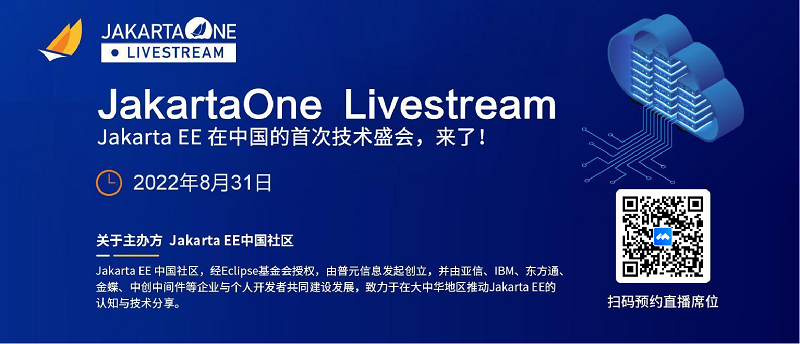 JAKARTAONE
LIVESTREAM
JakartaOne Livestream
Jakarta EE 在中国的首次技术盛会，来了！
2022年8月31日
关于主办方 Jakarta EE中国社区
Jakarta EE 中国社区，经Eclipse基金会授权，由普元信息发起创立，并由亚信、IBM、东方通、
金蝶、中创中间件等企业与个人开发者共同建设发展，致力于在大中华地区推动Jakarta EE的
认知与技术分享。
扫码预约直播席位